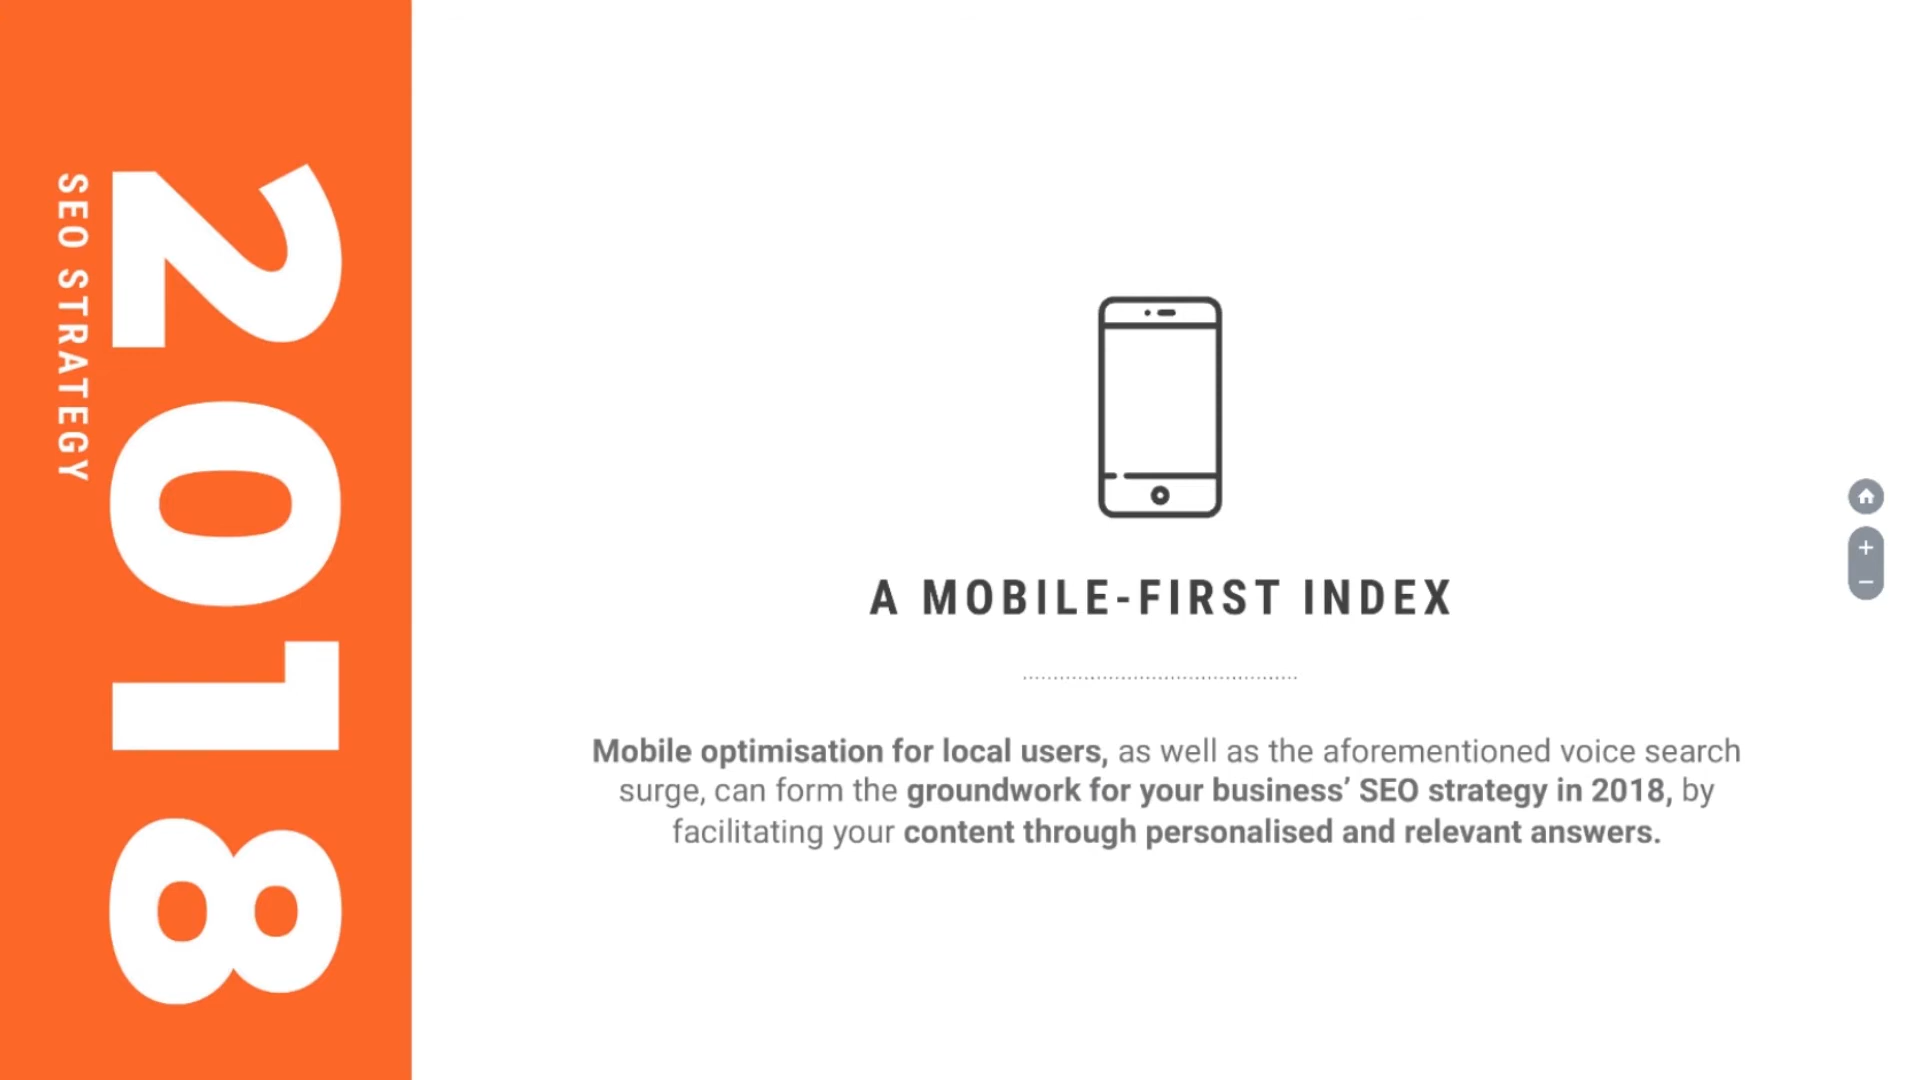 2018
SEO STRATEGY
A MOBILE-FIRST INDEX
Mobile optimisation for local users, as well as the aforementioned voice search
surge, can form the groundwork for your business’ SEO strategy in 2018, by
facilitating your content through personalised and relevant answers.